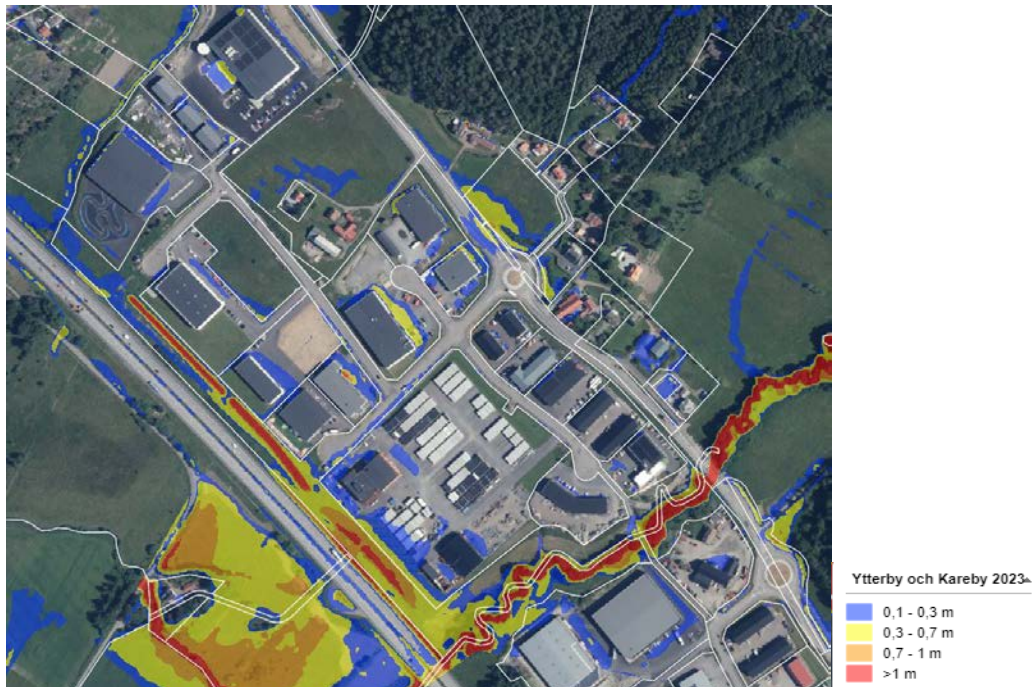 Ytterby och Kareby 2023
0,1 - 0,3 m
0,3 - 0,7 m
0,7 - 1 m
>1 m